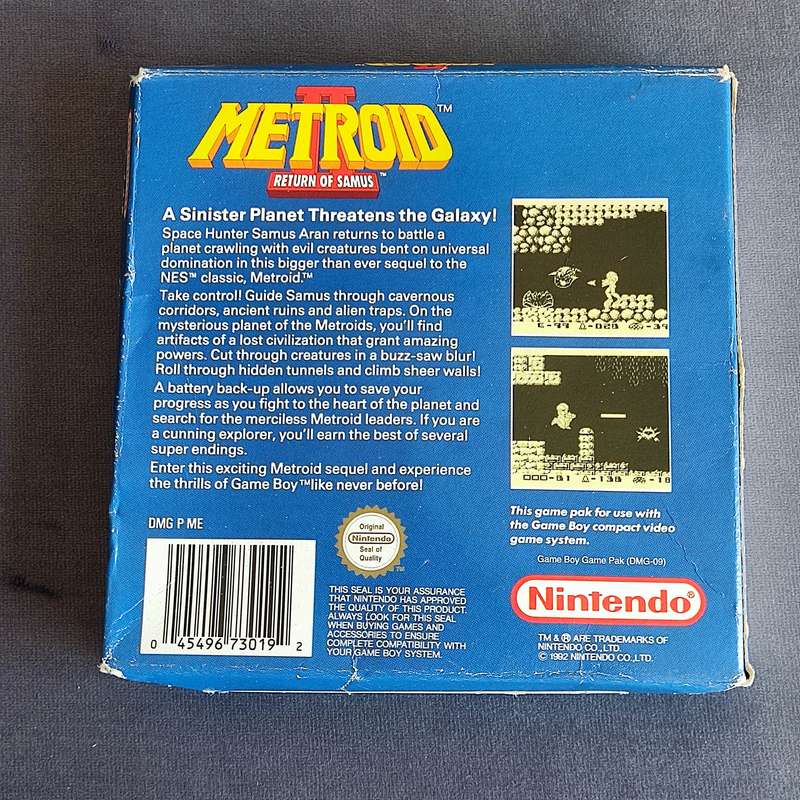 METROID II™
RETURN OF SAMUS™
A Sinister Planet Threatens the Galaxy!
Space Hunter Samus Aran returns to battle a
planet crawling with evil creatures bent on universal
domination in this bigger than ever sequel to the
NES™ classic, Metroid.™
Take control! Guide Samus through cavernous
corridors, ancient ruins and alien traps. On the
mysterious planet of the Metroids, you'll find
artifacts of a lost civilization that grant amazing
powers. Cut through creatures in a buzz-saw blur!
Roll through hidden tunnels and climb sheer walls!
A battery back-up allows you to save your
progress as you fight to the heart of the planet and
search for the merciless Metroid leaders. If you are
a cunning explorer, you'll earn the best of several
super endings.
Enter this exciting Metroid sequel and experience
the thrills of Game Boy™ like never before!
E-99 -028 -39
000-81 -138 -18
This game pak for use with
the Game Boy compact video
game system.
Game Boy Game Pak (DMG-09)
DMG P ME
0 45496 73019 2
Original
Nintendo
Seal of
Quality
TM
THIS SEAL IS YOUR ASSURANCE
THAT NINTENDO HAS APPROVED
THE QUALITY OF THIS PRODUCT.
ALWAYS LOOK FOR THIS SEAL
WHEN BUYING GAMES AND
ACCESSORIES TO ENSURE
COMPLETE COMPATIBILITY WITH
YOUR GAME BOY SYSTEM.
Nintendo®
TM & ® ARE TRADEMARKS OF
NINTENDO CO., LTD.
© 1992 NINTENDO CO., LTD.